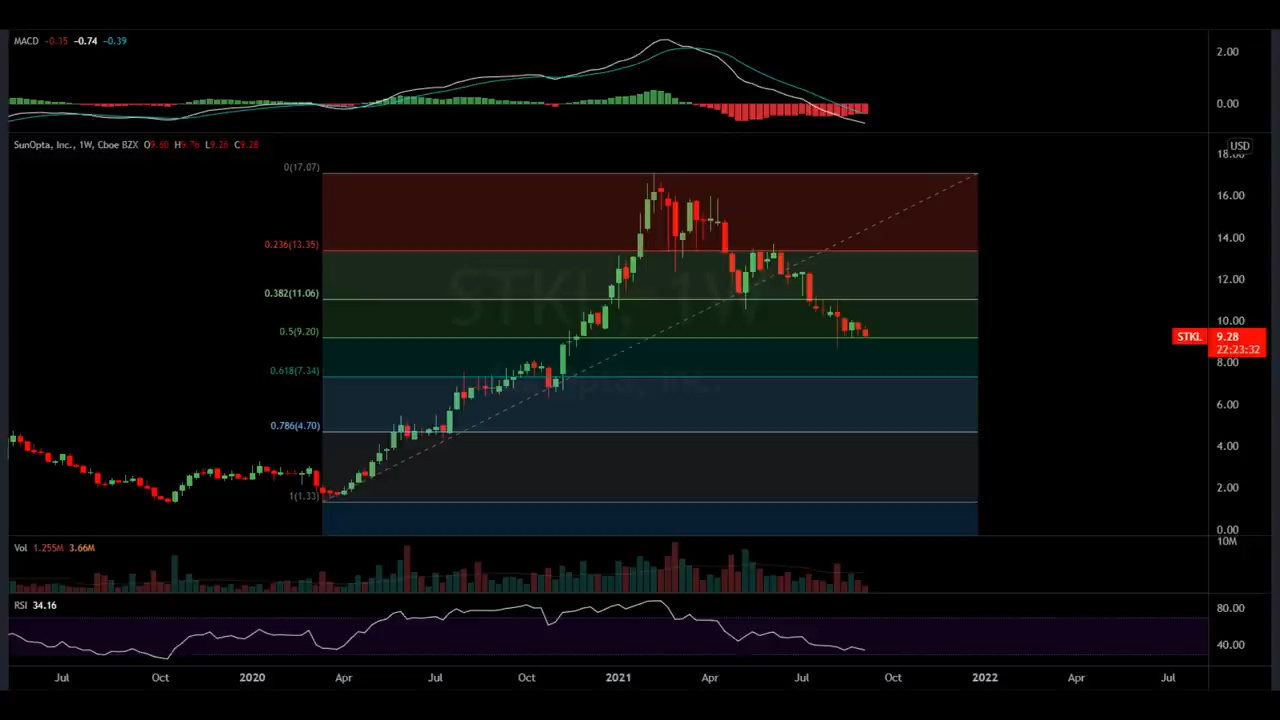 MACD -0.35 -0.74 -0.39
2.00
0.00
SunOpta, Inc., 1W, Cboe BZX O9.60 H9.76 L9.26 C9.28
USD
18.00
0(17.07)
16.00
0.236(13.35)
14.00
STKL, 1W
12.00
0.382(11.06)
10.00
0.5(9.20)
STKL 9.28
22:23:32
8.00
0.618(7.34)
SunOpta, Inc.
6.00
0.786(4.70)
4.00
2.00
1(1.33)
0.00
Vol 1.255M 3.66M
10M
RSI 34.16
80.00
40.00
Jul Oct 2020 Apr Jul Oct 2021 Apr Jul Oct 2022 Apr Jul